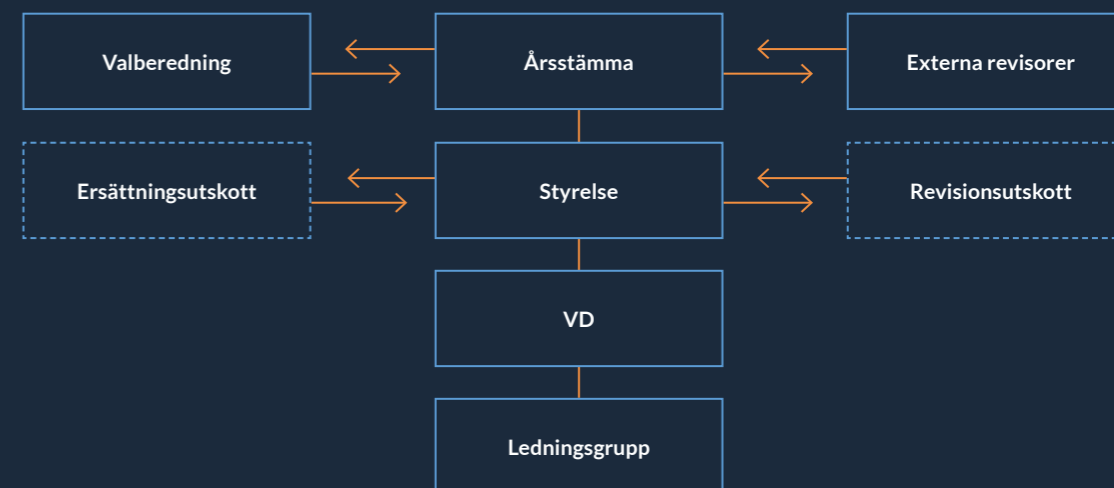 Valberedning
Årsstämma
Externa revisorer
Ersättningsutskott
Styrelse
Revisionsutskott
VD
Ledningsgrupp